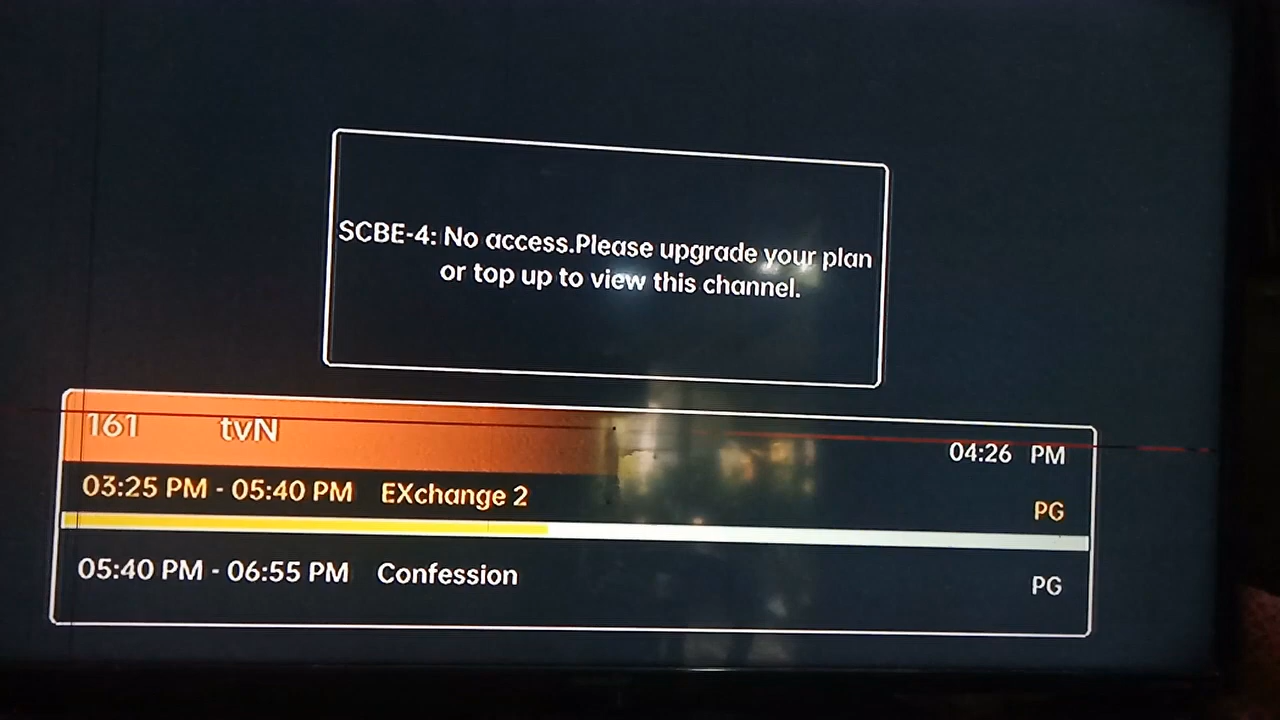 SCBE-4: No access.Please upgrade your plan
or top up to view this channel.
161 tvN 04:26 PM
03:25 PM - 05:40 PM EXchange 2 PG
05:40 PM - 06:55 PM Confession PG